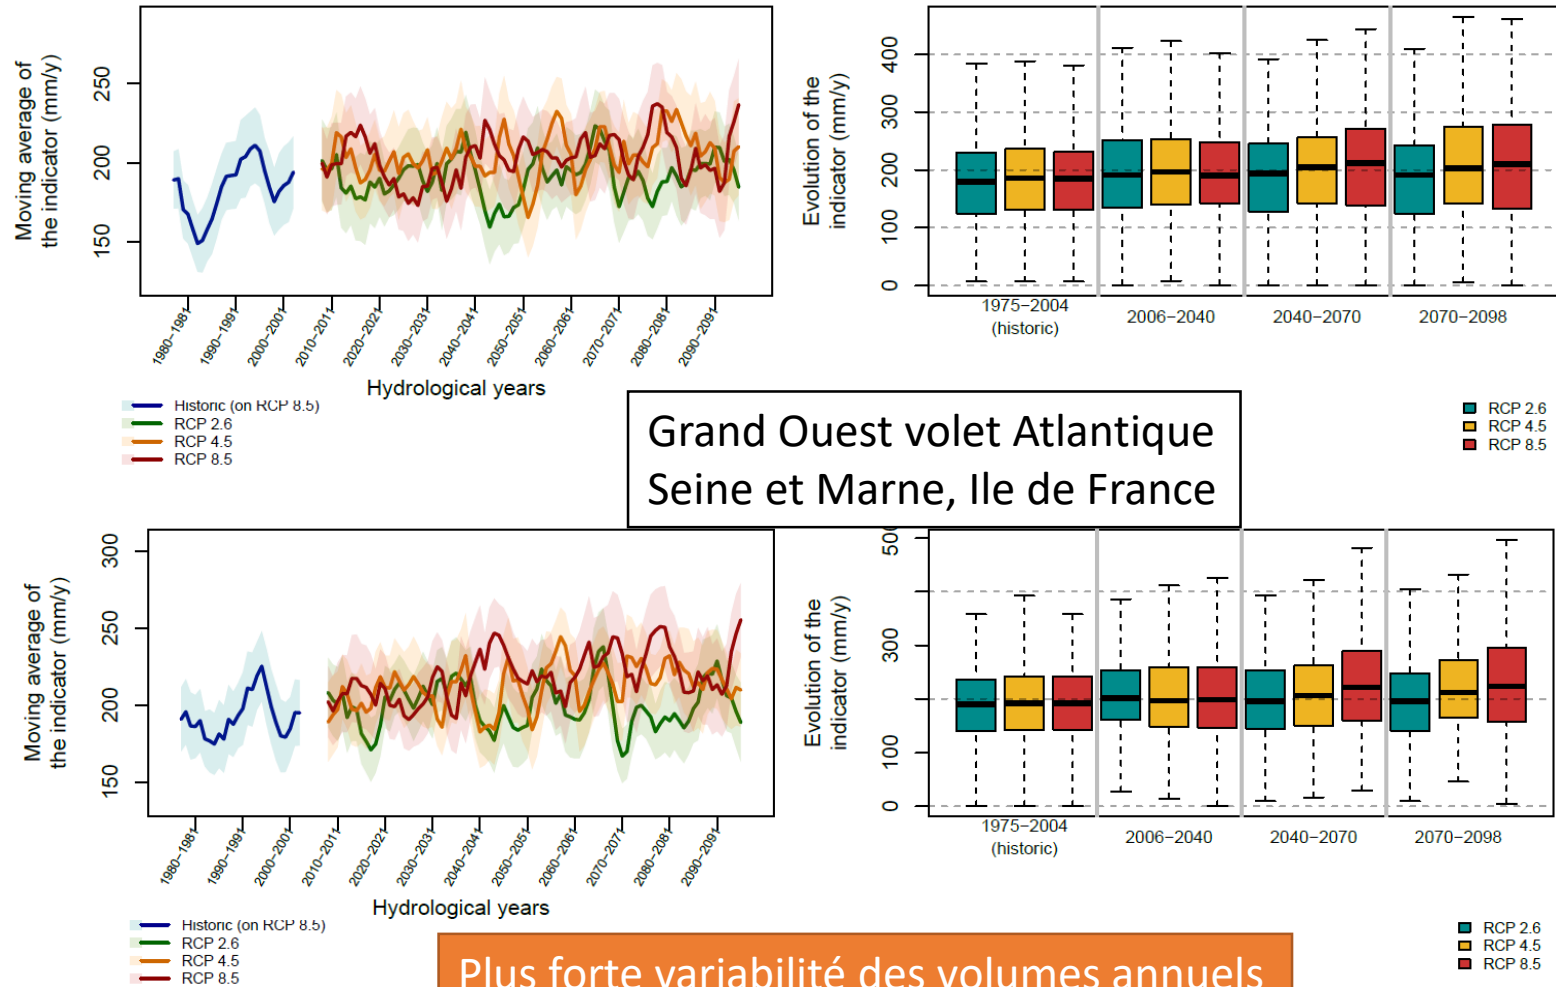 Moving average of
the indicator (mm/y)
250
200
150
1980−1981
1990−1991
2000−2001
2010−2011
2020−2021
2030−2031
2040−2041
2050−2051
2060−2061
2070−2071
2080−2081
2090−2091
Hydrological years
Historic (on RCP 8.5)
RCP 2.6
RCP 4.5
RCP 8.5
Evolution of the
indicator (mm/y)
400
300
200
100
0
1975−2004
(historic)
2006−2040
2040−2070
2070−2098
RCP 2.6
RCP 4.5
RCP 8.5
Grand Ouest volet Atlantique
Seine et Marne, Ile de France
Moving average of
the indicator (mm/y)
300
250
200
150
1980−1981
1990−1991
2000−2001
2010−2011
2020−2021
2030−2031
2040−2041
2050−2051
2060−2061
2070−2071
2080−2081
2090−2091
Hydrological years
Historic (on RCP 8.5)
RCP 2.6
RCP 4.5
RCP 8.5
Evolution of the
indicator (mm/y)
500
300
100
0
1975−2004
(historic)
2006−2040
2040−2070
2070−2098
RCP 2.6
RCP 4.5
RCP 8.5
Plus forte variabilité des volumes annuels